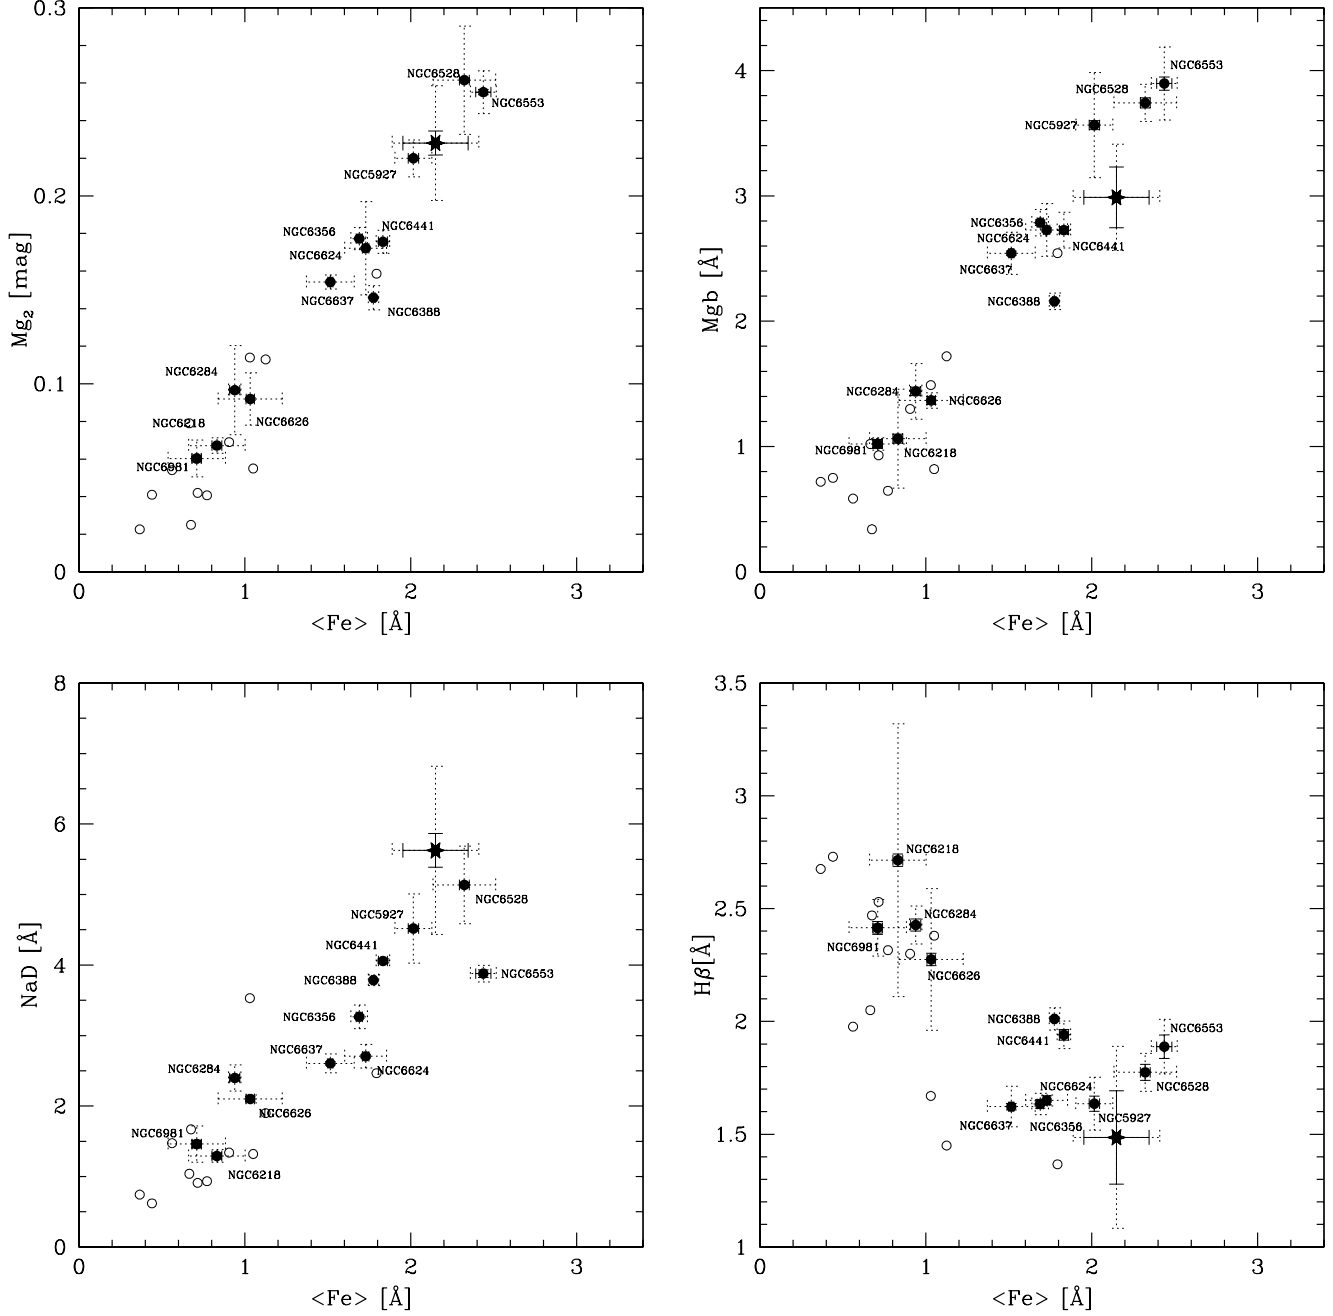 0.3
0.2
0.1
0
Mg₂ [mag]
NGC6528
NGC6553
NGC5927
NGC6356
NGC6441
NGC6624
NGC6637
NGC6388
NGC6284
NGC6218
NGC6626
NGC6981
0 1 2 3
<Fe> [Å]
4
3
2
1
0
Mgb [Å]
NGC6553
NGC6528
NGC5927
NGC6356
NGC6624
NGC6441
NGC6637
NGC6388
NGC6284
NGC6626
NGC6981
NGC6218
0 1 2 3
<Fe> [Å]
8
6
4
2
0
NaD [Å]
NGC6528
NGC5927
NGC6441
NGC6388
NGC6553
NGC6356
NGC6637
NGC6624
NGC6284
NGC6626
NGC6981
NGC6218
0 1 2 3
<Fe> [Å]
3.5
3
2.5
2
1.5
1
Hβ[Å]
NGC6218
NGC6284
NGC6981
NGC6626
NGC6388
NGC6553
NGC6441
NGC6624
NGC6528
NGC6637
NGC6356
NGC5927
0 1 2 3
<Fe> [Å]